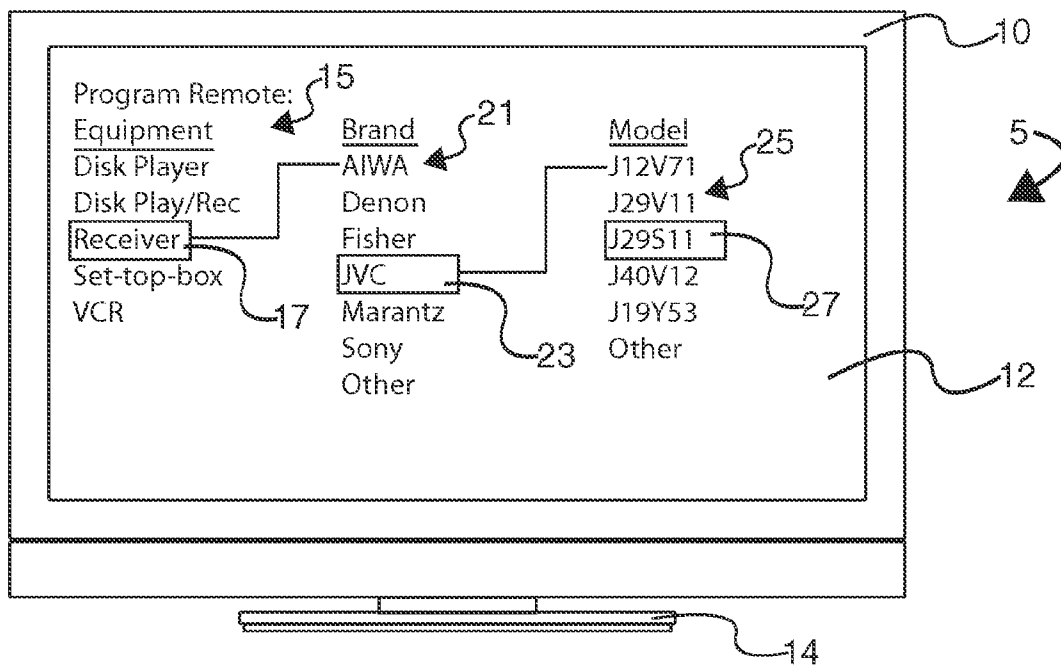 10
Program Remote:
15
Equipment
Brand
21
Model
5
Disk Player
AIWA
J12V71
25
Disk Play/Rec
Denon
J29V11
Receiver
Fisher
J29S11
Set-top-box
JVC
J40V12
27
VCR
17
Marantz
J19Y53
Sony
23
Other
12
Other
14